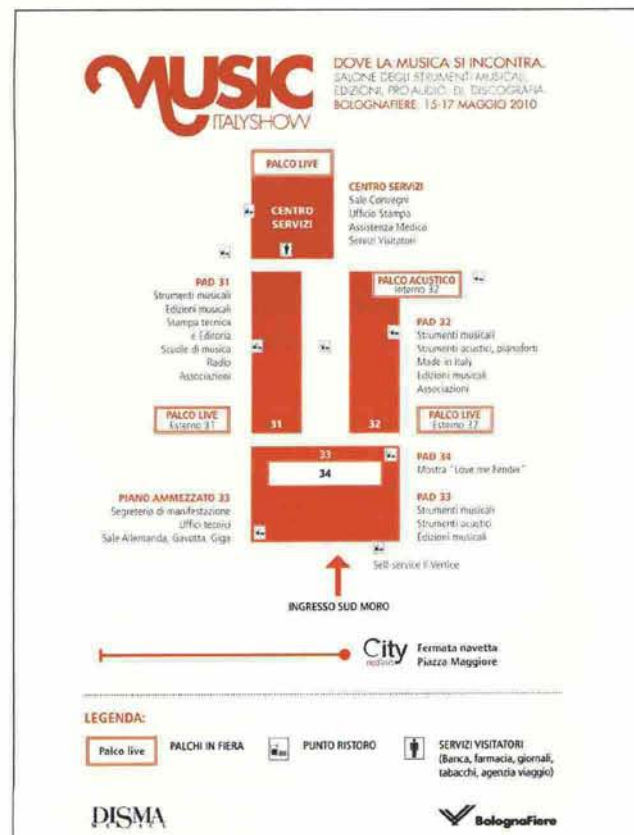 MUSIC
ITALYSHOW
DOVE LA MUSICA SI INCONTRA.
SALONE DEGLI STRUMENTI MUSICALI,
EDIZIONI, PRO AUDIO, DJ, DISCOGRAFIA.
BOLOGNAFIERE, 15-17 MAGGIO 2010
PALCO LIVE
CENTRO
SERVIZI
CENTRO SERVIZI
Sale Convegni
Ufficio Stampa
Assistenza Medica
Servizi Visitatori
PAD 31
Strumenti musicali
Edizioni musicali
Stampa tecnica
e Editoria
Scuole di musica
Radio
Associazioni
PALCO ACUSTICO
Interno 32
PAD 32
Strumenti musicali
Strumenti acustici, pianoforti
Made in Italy
Edizioni musicali
Associazioni
PALCO LIVE
Esterno 31
31
32
PALCO LIVE
Esterno 32
33
34
PIANO AMMEZZATO 33
Segreteria di manifestazione
Uffici tecnici
Sale Allemanda, Gavotta, Giga
PAD 34
Mostra "Love me Fender"
PAD 33
Strumenti musicali
Strumenti acustici
Edizioni musicali
Self-service Il Vertice
INGRESSO SUD MORO
City
Fermata navetta
Piazza Maggiore
LEGENDA:
Palco live
PALCHI IN FIERA
PUNTO RISTORO
SERVIZI VISITATORI
(Banca, farmacia, giornali,
tabacchi, agenzia viaggio)
DISMA
MUSICA
BolognaFiere